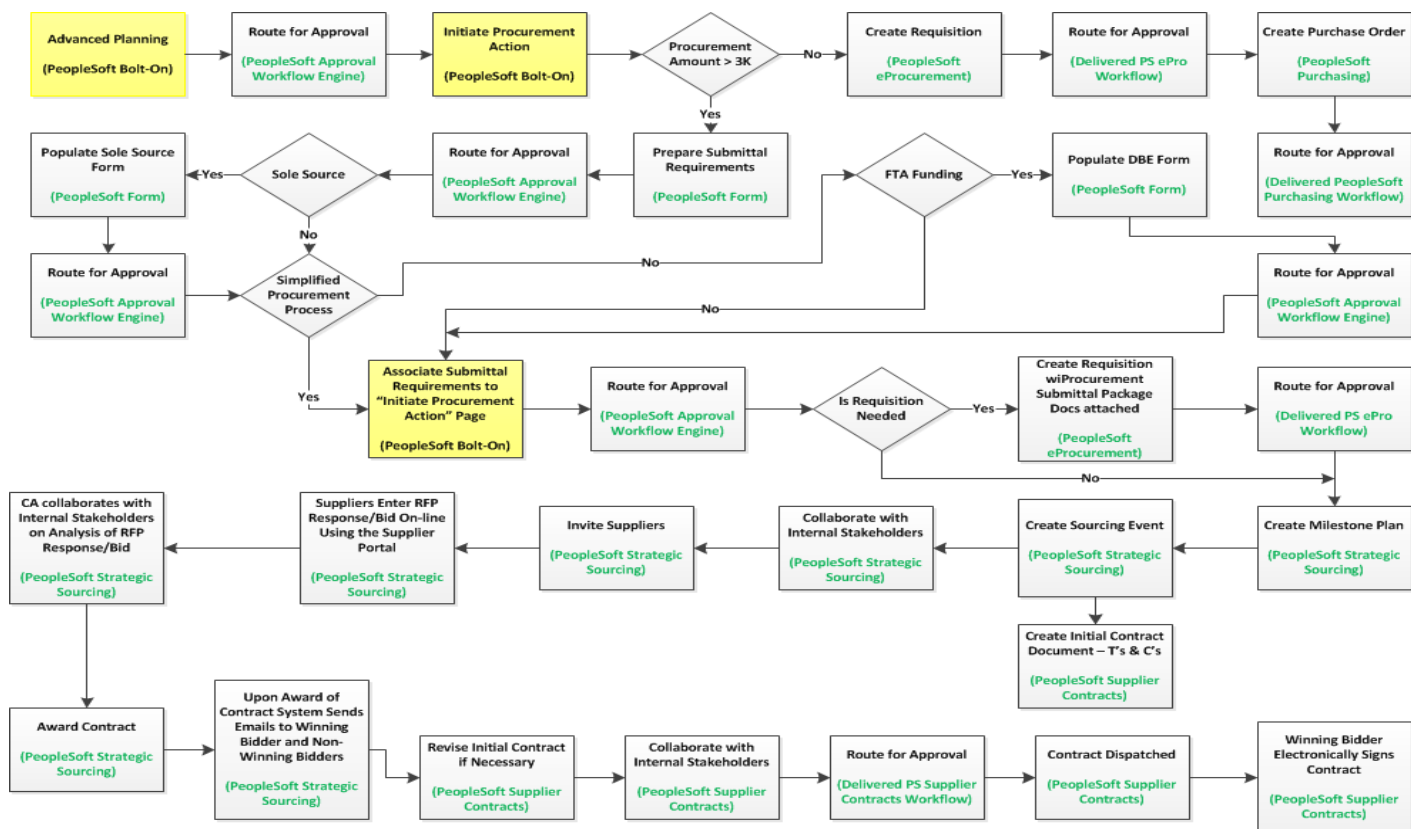 Advanced Planning
(PeopleSoft Bolt-On)
Route for Approval
(PeopleSoft Approval
Workflow Engine)
Initiate Procurement
Action
(PeopleSoft Bolt-On)
Procurement
Amount > 3K
No
Create Requisition
(PeopleSoft
eProcurement)
Route for Approval
(Delivered PS ePro
Workflow)
Create Purchase Order
(PeopleSoft
Purchasing)
Yes
Populate Sole Source
Form
(PeopleSoft Form)
Yes
Sole Source
Route for Approval
(PeopleSoft Approval
Workflow Engine)
Prepare Submittal
Requirements
(PeopleSoft Form)
FTA Funding
Yes
Populate DBE Form
(PeopleSoft Form)
Route for Approval
(Delivered PeopleSoft
Purchasing Workflow)
No
Route for Approval
(PeopleSoft Approval
Workflow Engine)
Simplified
Procurement
Process
No
Route for Approval
(PeopleSoft Approval
Workflow Engine)
No
Yes
Associate Submittal
Requirements to
“Initiate Procurement
Action” Page
(PeopleSoft Bolt-On)
Route for Approval
(PeopleSoft Approval
Workflow Engine)
Is Requisition
Needed
Yes
Create Requisition
wiProcurement
Submittal Package
Docs attached
(PeopleSoft
eProcurement)
Route for Approval
(Delivered PS ePro
Workflow)
No
CA collaborates with
Internal Stakeholders
on Analysis of RFP
Response/Bid
(PeopleSoft Strategic
Sourcing)
Suppliers Enter RFP
Response/Bid On-line
Using the Supplier
Portal
(PeopleSoft Strategic
Sourcing)
Invite Suppliers
(PeopleSoft Strategic
Sourcing)
Collaborate with
Internal Stakeholders
(PeopleSoft Strategic
Sourcing)
Create Sourcing Event
(PeopleSoft Strategic
Sourcing)
Create Milestone Plan
(PeopleSoft Strategic
Sourcing)
Create Initial Contract
Document – T’s & C’s
(PeopleSoft Supplier
Contracts)
Award Contract
(PeopleSoft Strategic
Sourcing)
Upon Award of
Contract System Sends
Emails to Winning
Bidder and Non-
Winning Bidders
(PeopleSoft Strategic
Sourcing)
Revise Initial Contract
if Necessary
(PeopleSoft Supplier
Contracts)
Collaborate with
Internal Stakeholders
(PeopleSoft Supplier
Contracts)
Route for Approval
(Delivered PS Supplier
Contracts Workflow)
Contract Dispatched
(PeopleSoft Supplier
Contracts)
Winning Bidder
Electronically Signs
Contract
(PeopleSoft Supplier
Contracts)